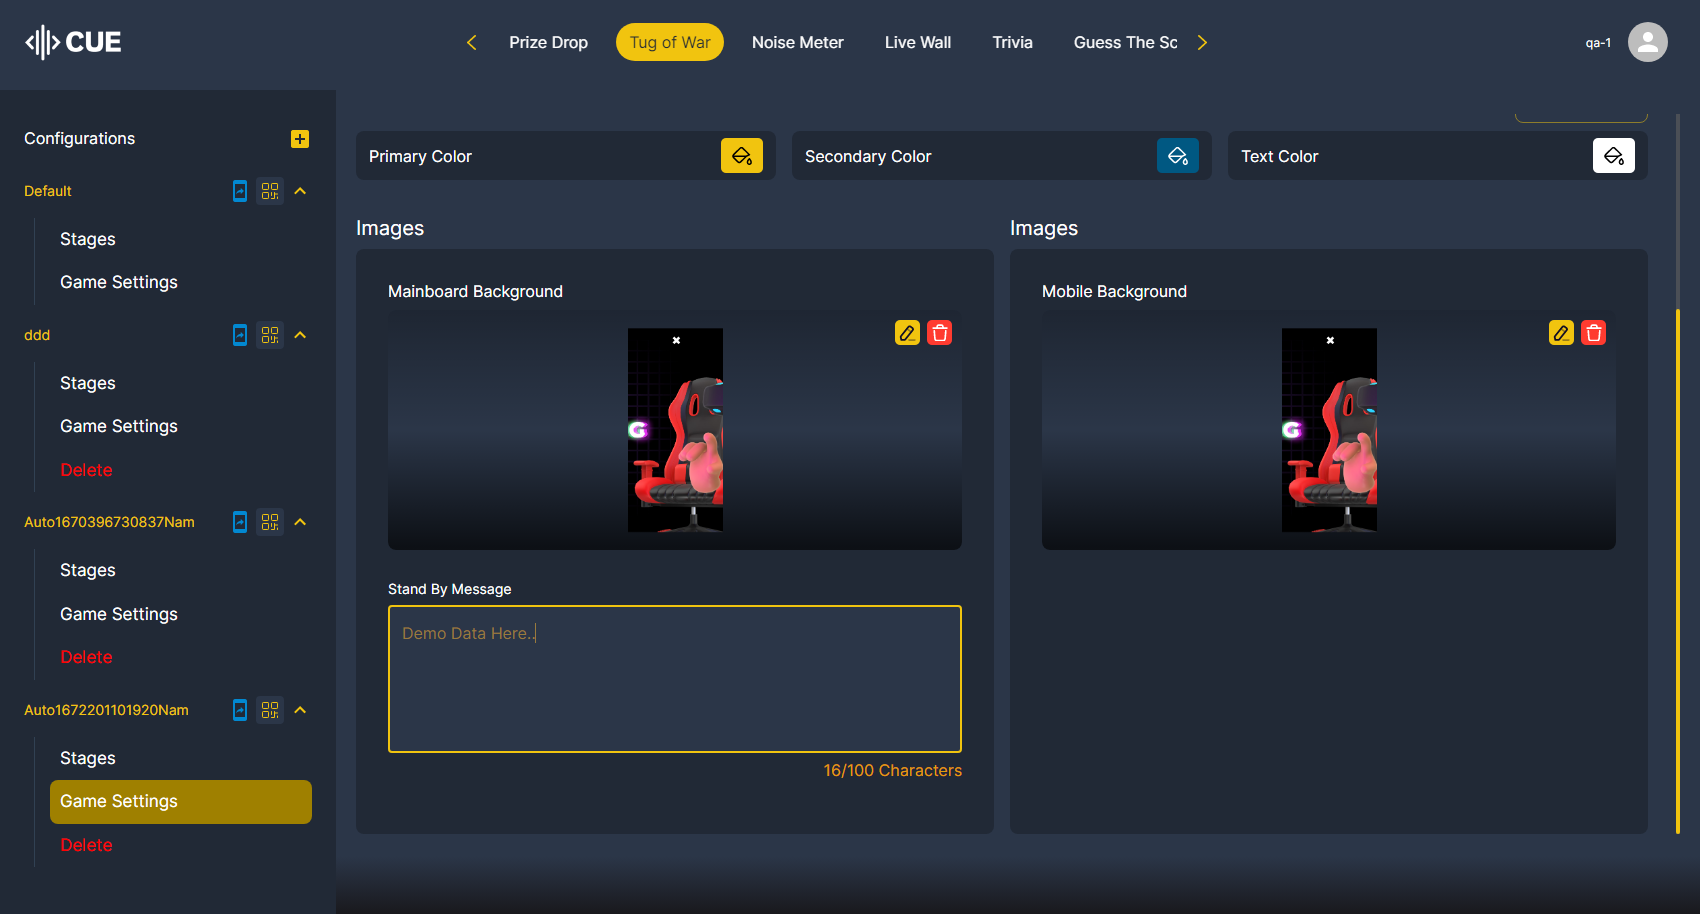 CUE
Prize Drop
Tug of War
Noise Meter
Live Wall
Trivia
Guess The Sc
qa-1
Configurations
Default
Stages
Game Settings
ddd
Stages
Game Settings
Delete
Auto1670396730837Nam
Stages
Game Settings
Delete
Auto1672201101920Nam
Stages
Game Settings
Delete
Primary Color
Secondary Color
Text Color
Images
Mainboard Background
G
Stand By Message
Demo Data Here..
16/100 Characters
Images
Mobile Background
G